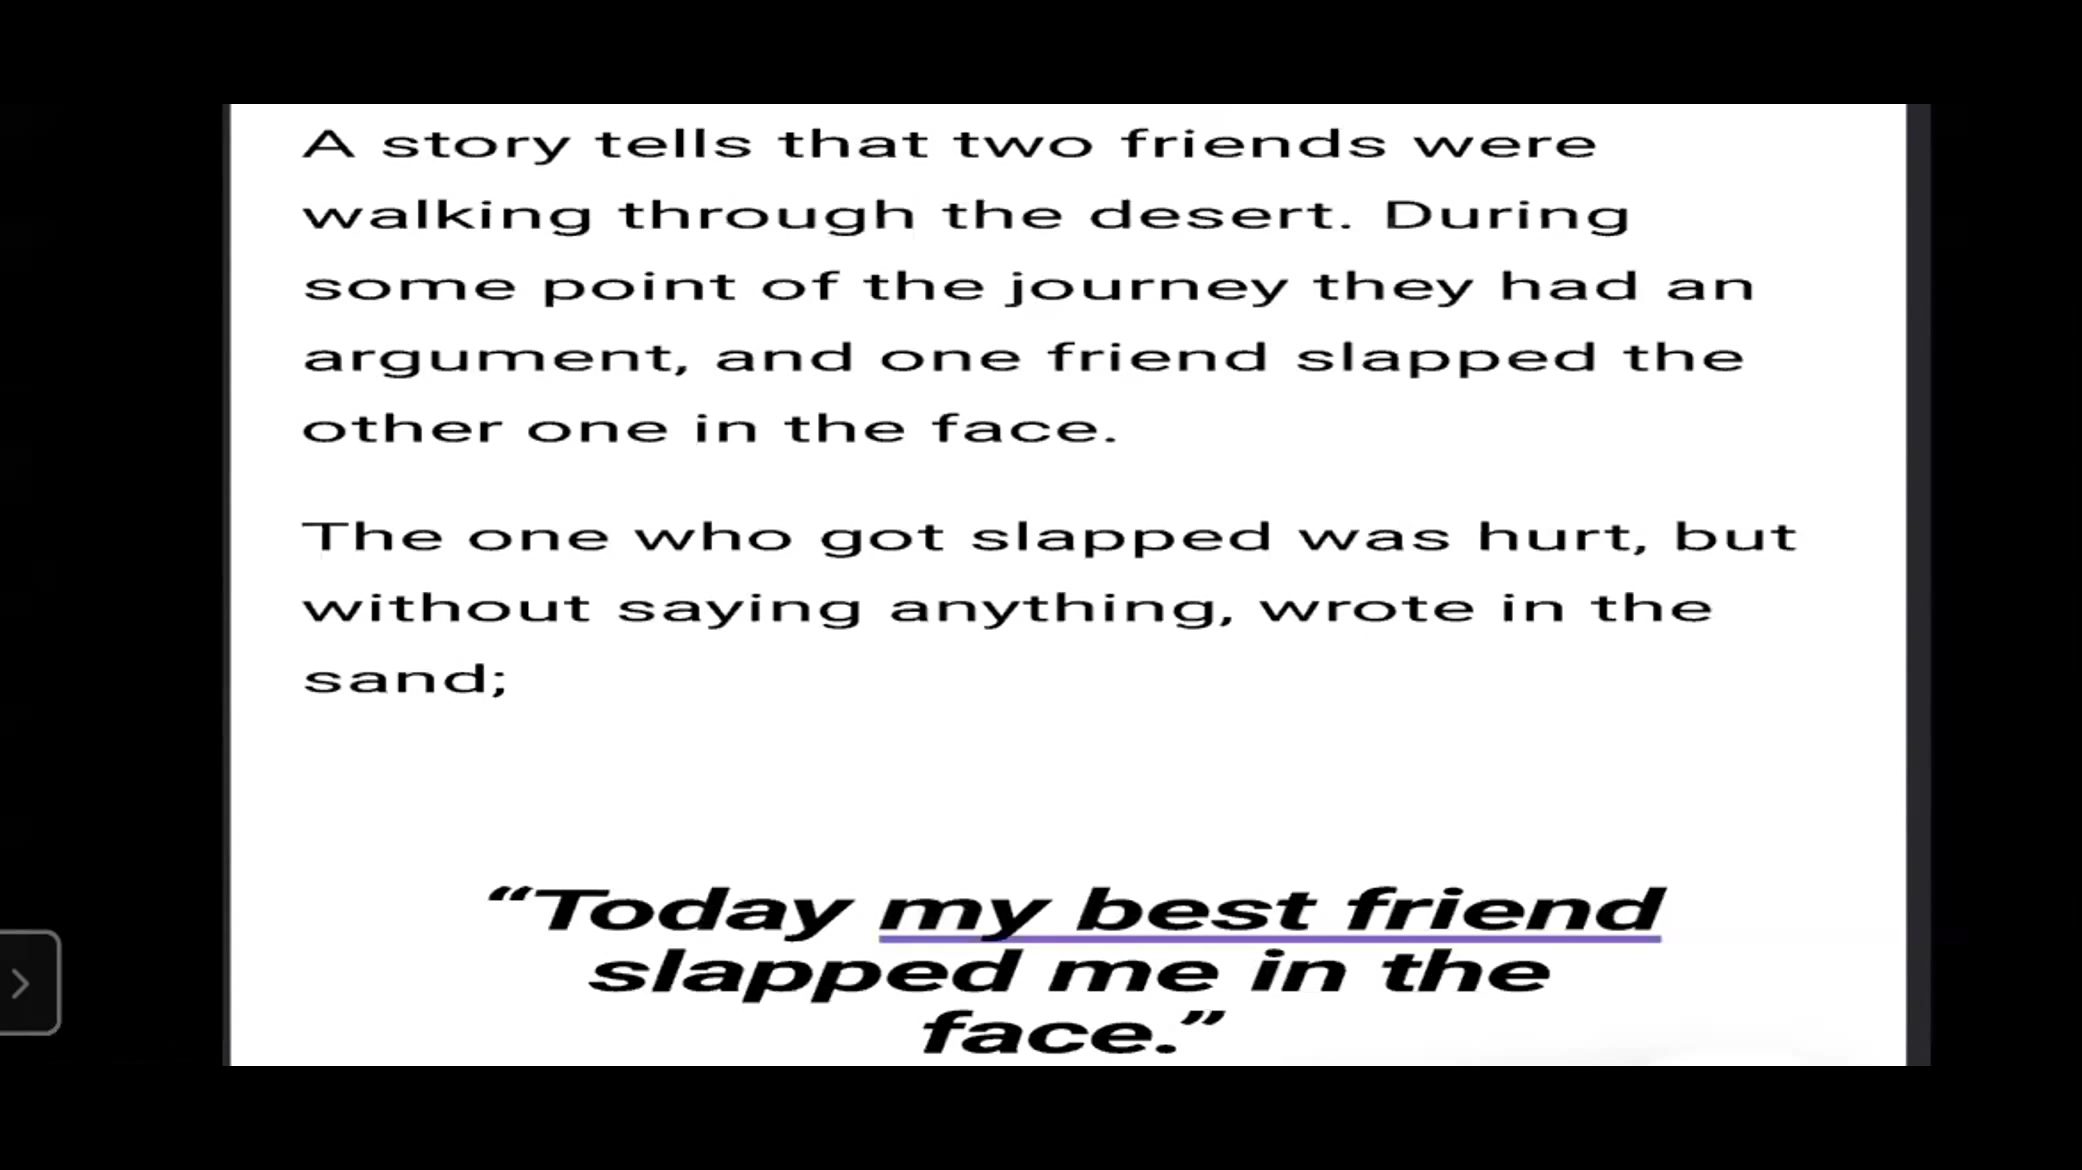 A story tells that two friends were
walking through the desert. During
some point of the journey they had an
argument, and one friend slapped the
other one in the face.
The one who got slapped was hurt, but
without saying anything, wrote in the
sand;
“Today my best friend
slapped me in the
face.”